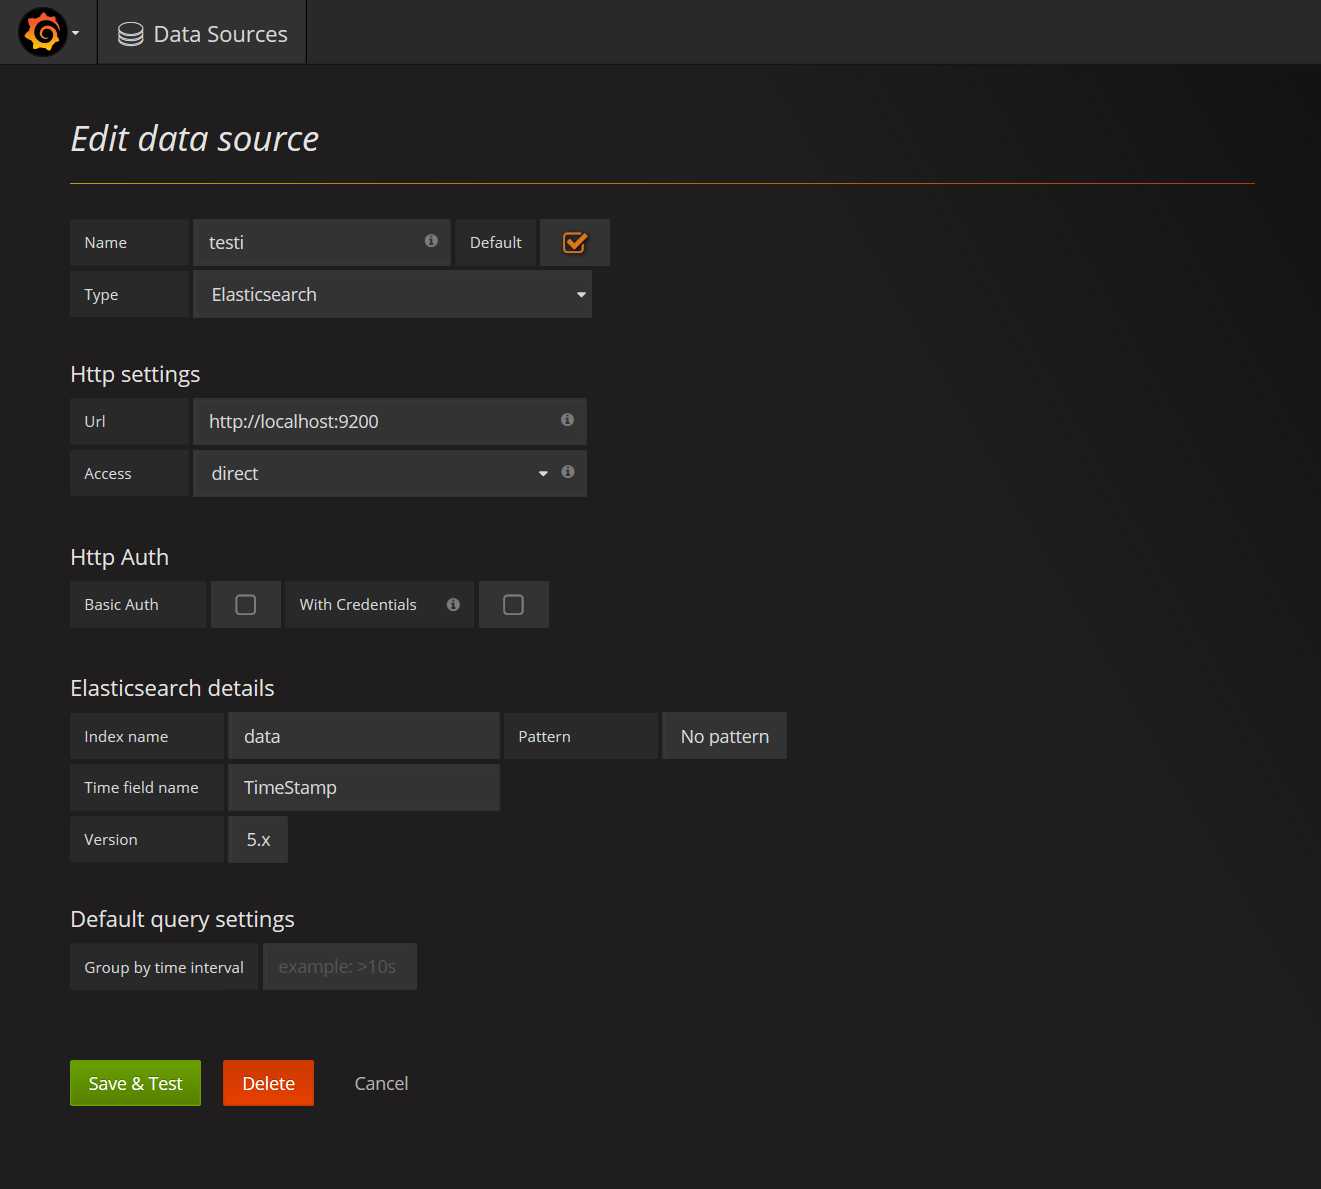 Data Sources
Edit data source
Name testi Default
Type Elasticsearch
Http settings
Url http://localhost:9200
Access direct
Http Auth
Basic Auth With Credentials
Elasticsearch details
Index name data Pattern No pattern
Time field name TimeStamp
Version 5.x
Default query settings
Group by time interval example: >10s
Save & Test Delete Cancel